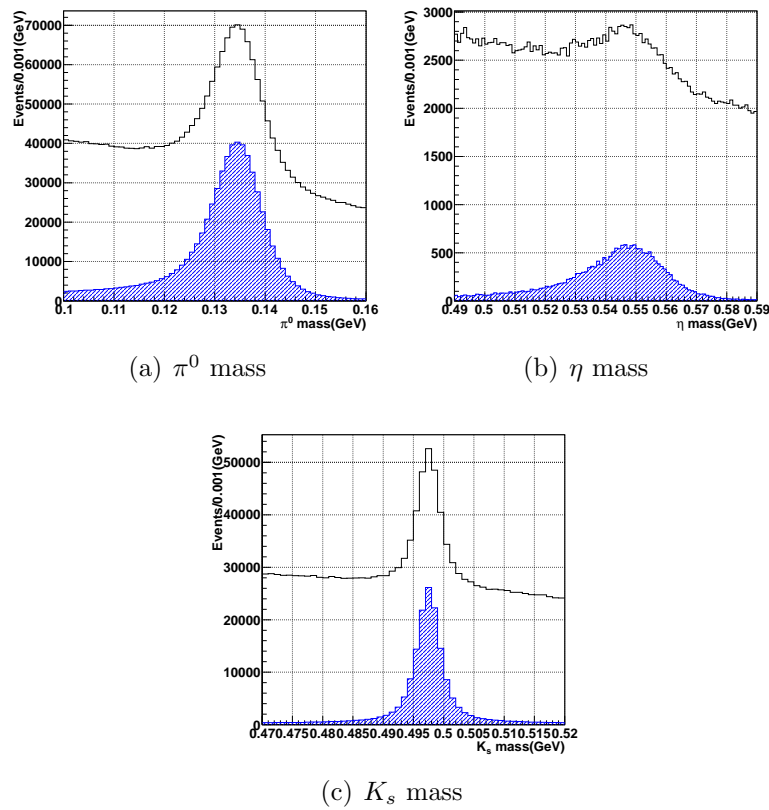 Events/0.001(GeV)
70000
60000
50000
40000
30000
20000
10000
0
0.1 0.11 0.12 0.13 0.14 0.15 0.16
π⁰ mass(GeV)
(a) π⁰ mass
Events/0.001(GeV)
3000
2500
2000
1500
1000
500
0
0.49 0.5 0.51 0.52 0.53 0.54 0.55 0.56 0.57 0.58 0.59
η mass(GeV)
(b) η mass
Events/0.001(GeV)
50000
40000
30000
20000
10000
0
0.47 0.475 0.48 0.485 0.49 0.495 0.5 0.505 0.51 0.515 0.52
Kₛ mass(GeV)
(c) Kₛ mass